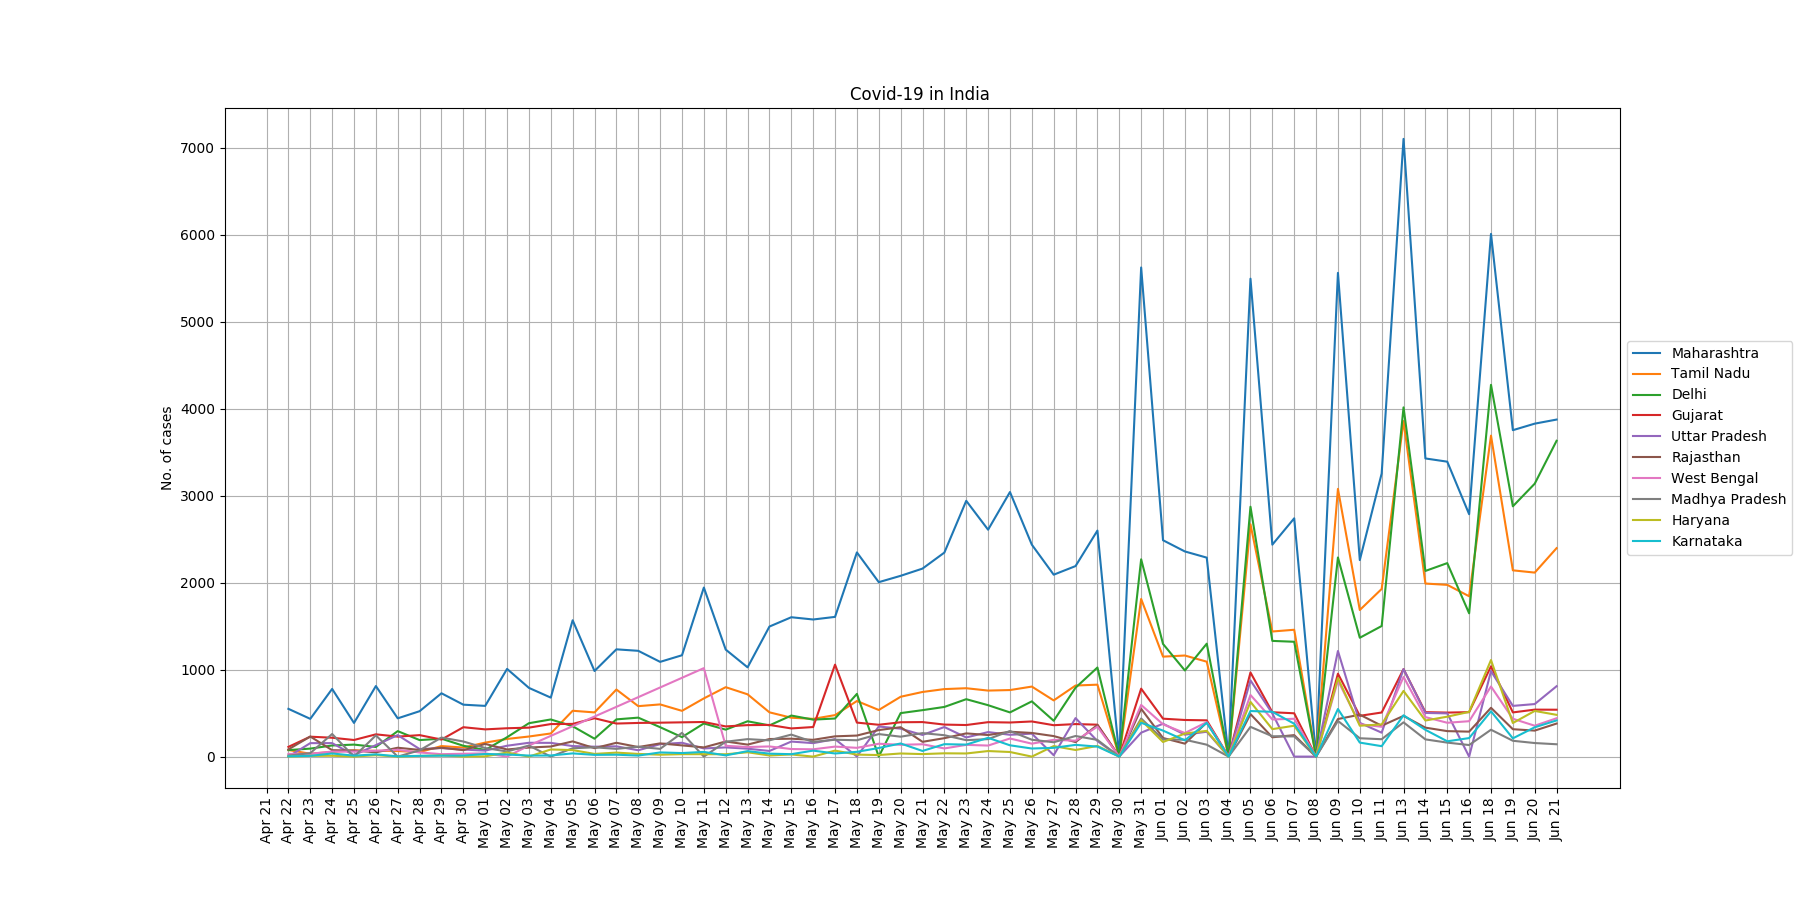 Covid-19 in India
No. of cases
7000
6000
5000
4000
3000
2000
1000
0
Apr 21
Apr 22
Apr 23
Apr 24
Apr 25
Apr 26
Apr 27
Apr 28
Apr 29
Apr 30
May 01
May 02
May 03
May 04
May 05
May 06
May 07
May 08
May 09
May 10
May 11
May 12
May 13
May 14
May 15
May 16
May 17
May 18
May 19
May 20
May 21
May 22
May 23
May 24
May 25
May 26
May 27
May 28
May 29
May 30
May 31
Jun 01
Jun 02
Jun 03
Jun 04
Jun 05
Jun 06
Jun 07
Jun 08
Jun 09
Jun 10
Jun 11
Jun 13
Jun 14
Jun 15
Jun 16
Jun 18
Jun 19
Jun 20
Jun 21
Maharashtra
Tamil Nadu
Delhi
Gujarat
Uttar Pradesh
Rajasthan
West Bengal
Madhya Pradesh
Haryana
Karnataka